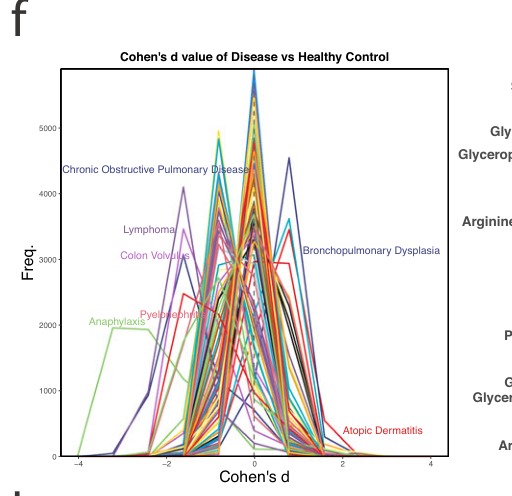 f
Cohen's d value of Disease vs Healthy Control
5000
Chronic Obstructive Pulmonary Disease
4000
Lymphoma
Colon Volvulus
Bronchopulmonary Dysplasia
3000
Freq.
Pyelonephritis
Anaphylaxis
2000
1000
Atopic Dermatitis
0
-4
-2
0
2
4
Cohen's d
Gly
Glycerop
Arginine
P
G
Glycer
Ar